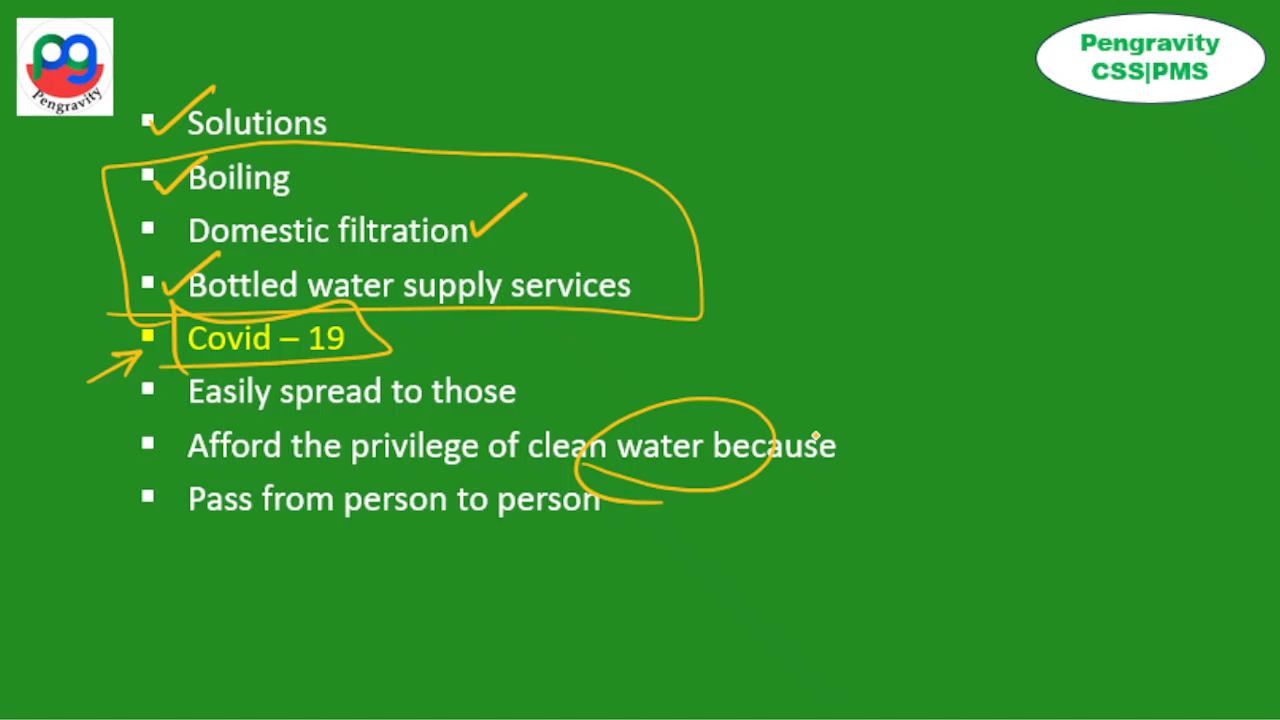 pg
Pengravity
Pengravity
CSS|PMS
Solutions
Boiling
Domestic filtration
Bottled water supply services
Covid – 19
Easily spread to those
Afford the privilege of clean water because
Pass from person to person